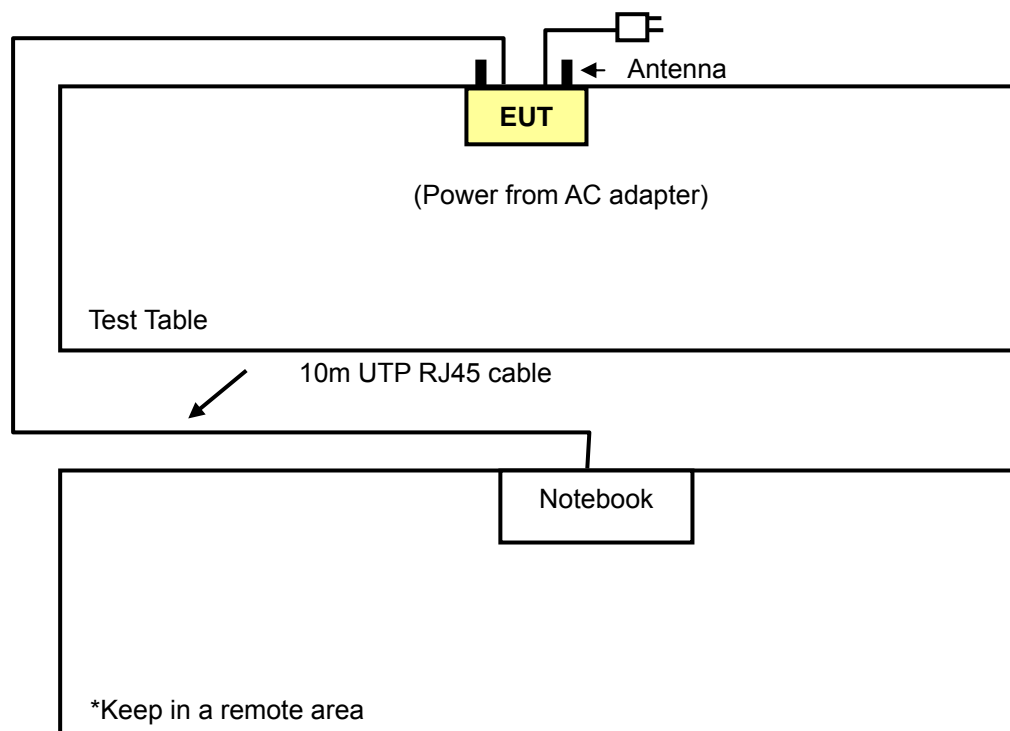 Antenna
EUT
(Power from AC adapter)
Test Table
10m UTP RJ45 cable
Notebook
*Keep in a remote area